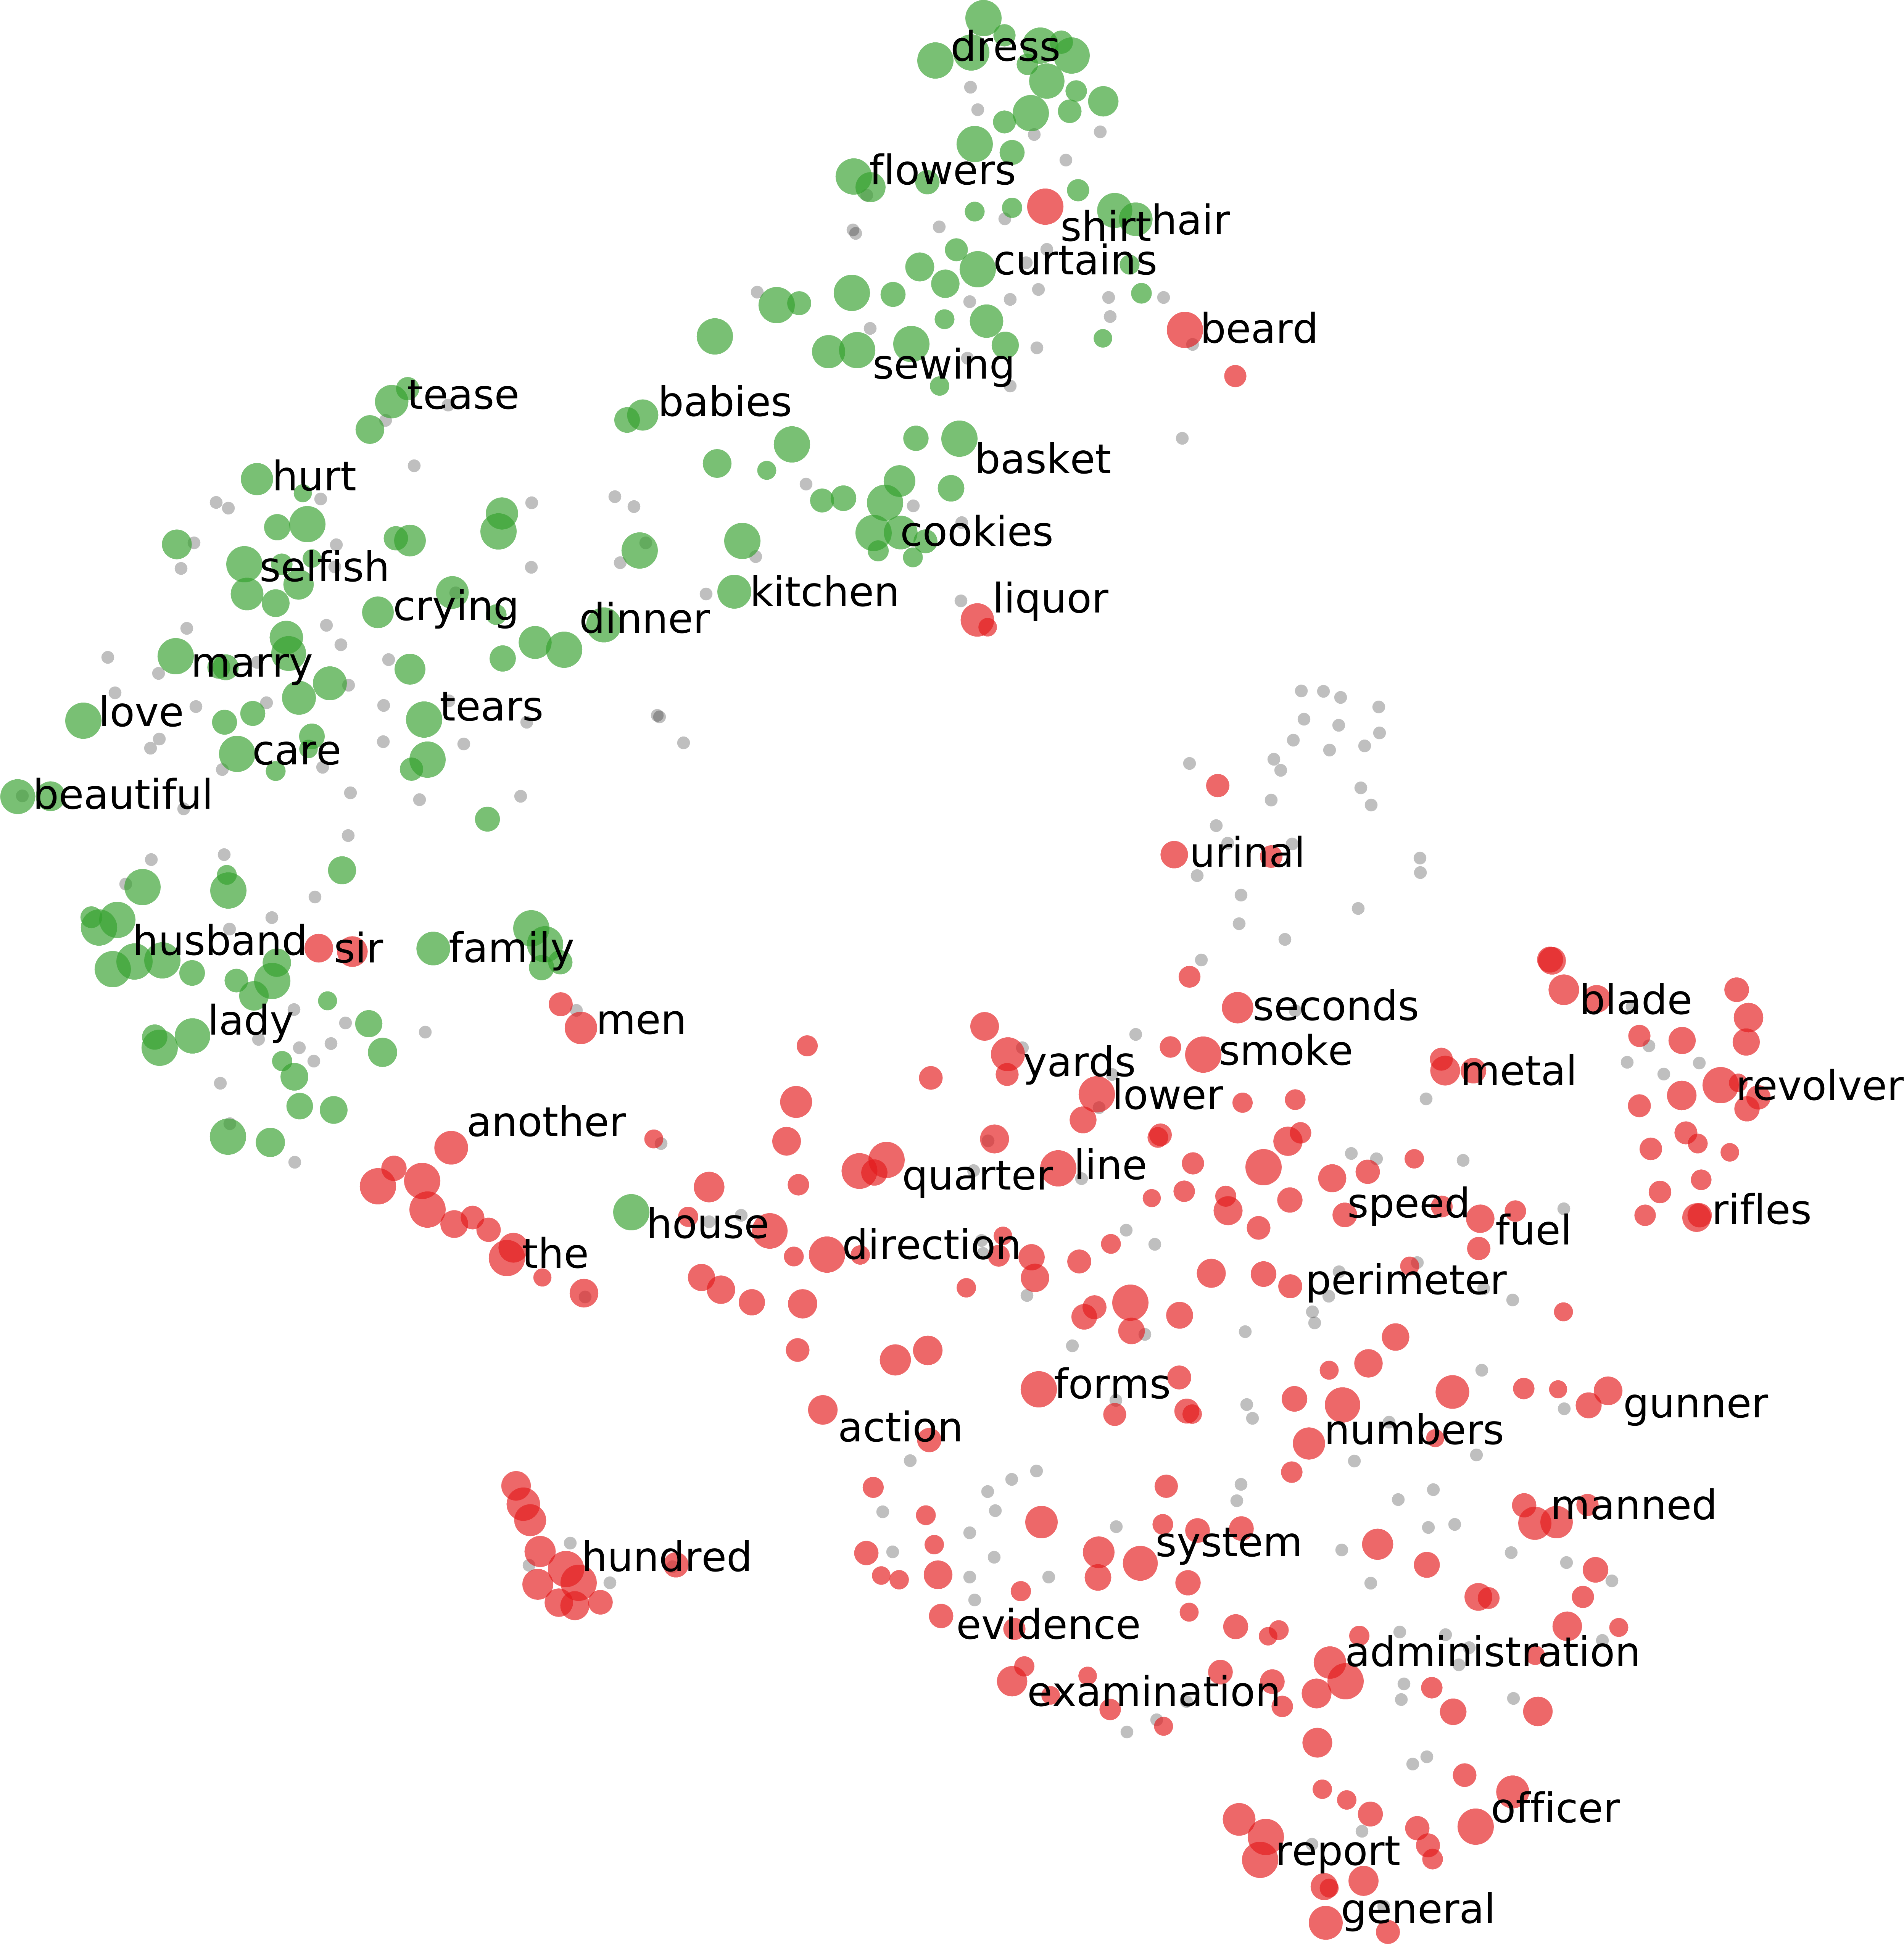 dress
flowers
shirt
hair
curtains
beard
sewing
tease
babies
basket
hurt
cookies
selfish
kitchen
liquor
crying
dinner
marry
love
tears
care
beautiful
urinal
husband
sir
family
blade
seconds
lady
men
smoke
yards
metal
revolver
lower
another
line
quarter
speed
rifles
house
fuel
direction
the
perimeter
forms
gunner
action
numbers
manned
system
hundred
evidence
administration
examination
officer
report
general